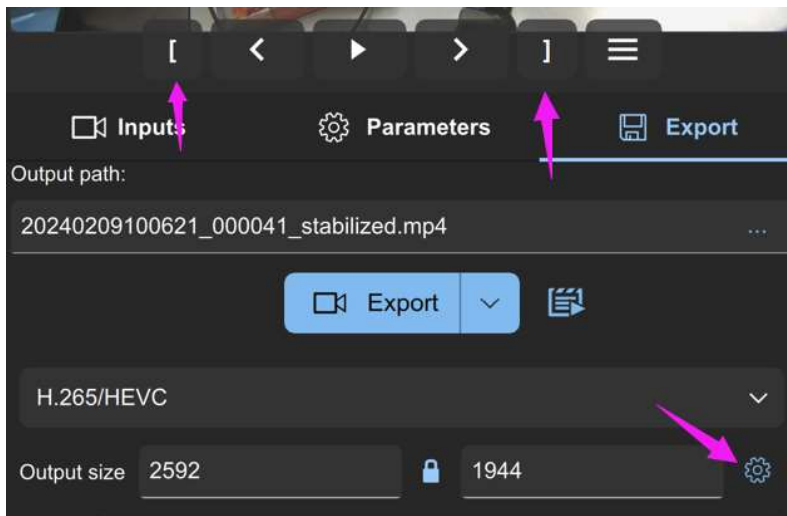 [ ]
Inputs Parameters Export
Output path:
20240209100621_000041_stabilized.mp4 ...
Export
H.265/HEVC
Output size 2592 1944